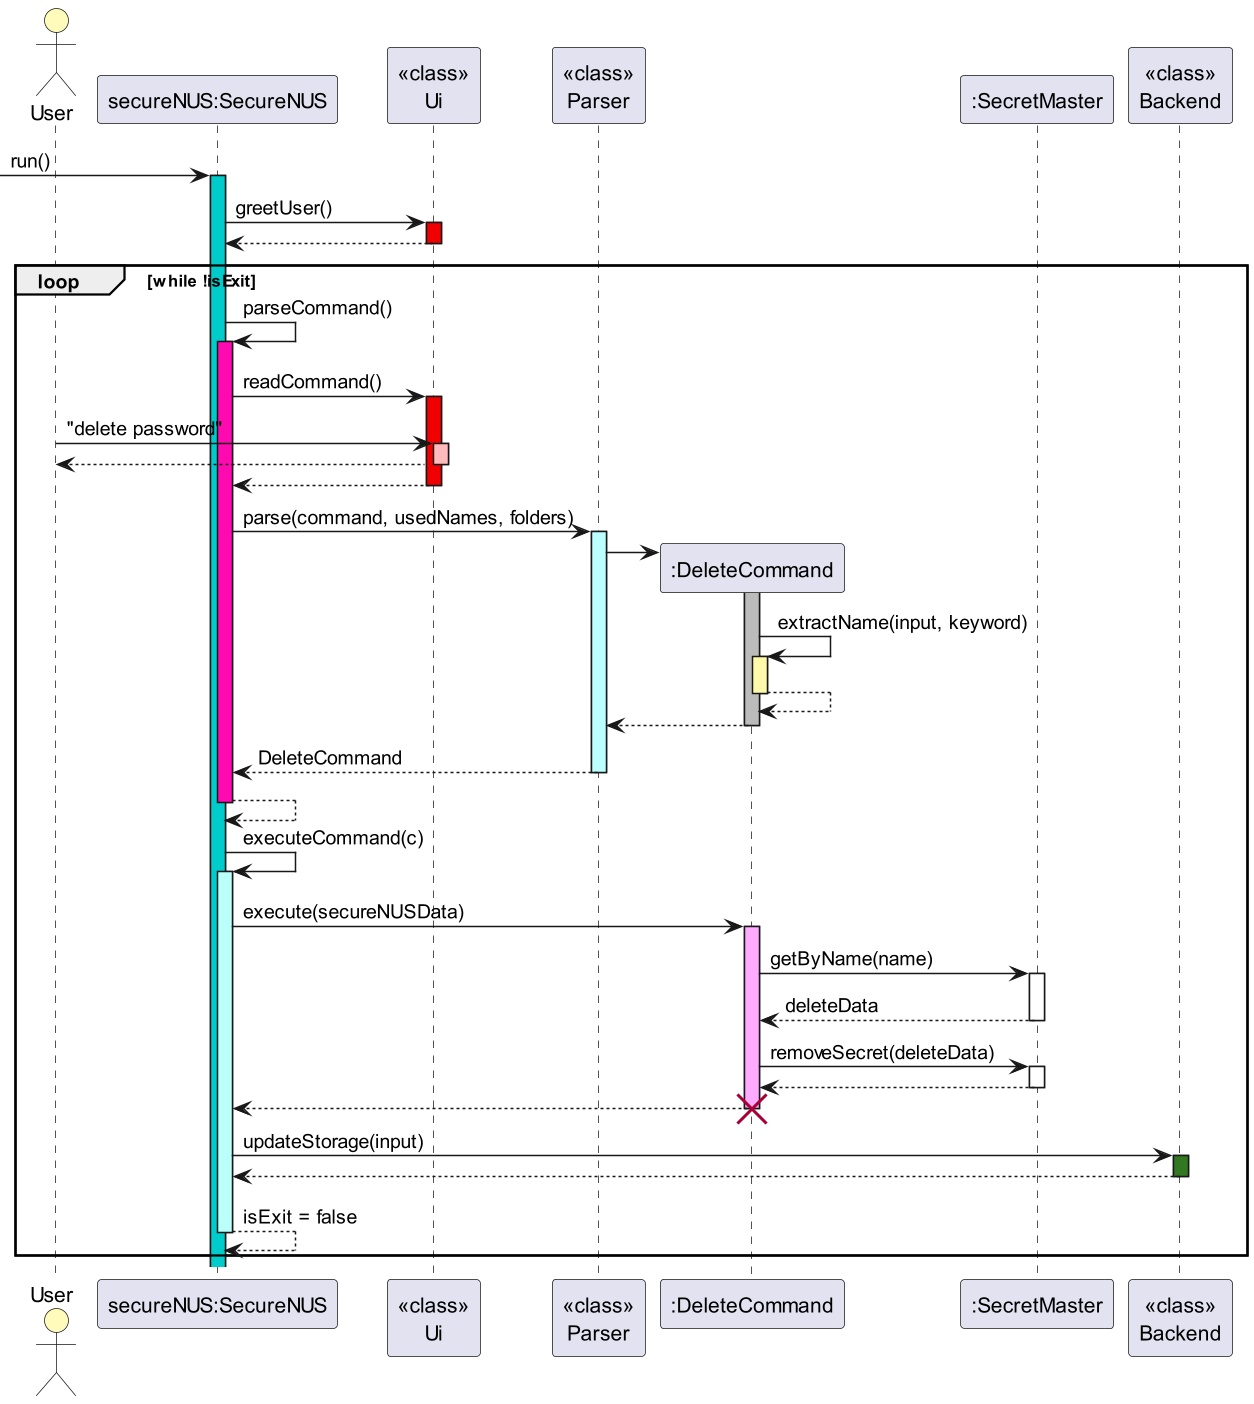 User
secureNUS:SecureNUS
«class»
Ui
«class»
Parser
:SecretMaster
«class»
Backend
run()
greetUser()
loop
[while !isExit]
parseCommand()
readCommand()
"delete password"
parse(command, usedNames, folders)
:DeleteCommand
extractName(input, keyword)
DeleteCommand
executeCommand(c)
execute(secureNUSData)
getByName(name)
deleteData
removeSecret(deleteData)
updateStorage(input)
isExit = false
User
secureNUS:SecureNUS
«class»
Ui
«class»
Parser
:DeleteCommand
:SecretMaster
«class»
Backend